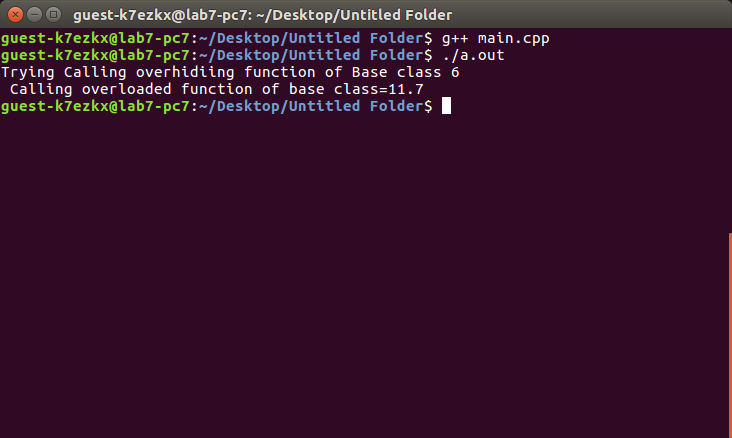 guest-k7ezkx@lab7-pc7: ~/Desktop/Untitled Folder
guest-k7ezkx@lab7-pc7:~/Desktop/Untitled Folder$ g++ main.cpp
guest-k7ezkx@lab7-pc7:~/Desktop/Untitled Folder$ ./a.out
Trying Calling overhidiing function of Base class 6
 Calling overloaded function of base class=11.7
guest-k7ezkx@lab7-pc7:~/Desktop/Untitled Folder$